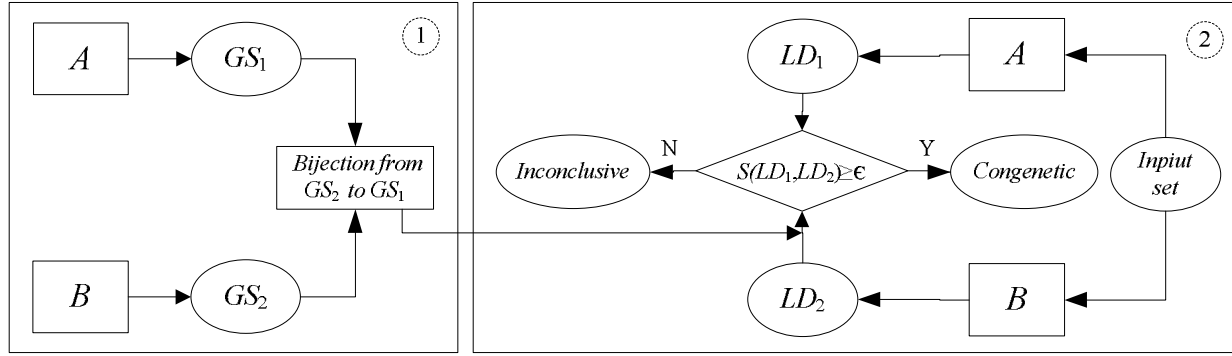 A
GS₁
1
Bijection from
GS₂ to GS₁
B
GS₂
LD₁
A
2
Inconclusive
N
S(LD₁,LD₂)≥ϵ
Y
Congenetic
Inpiut
set
LD₂
B